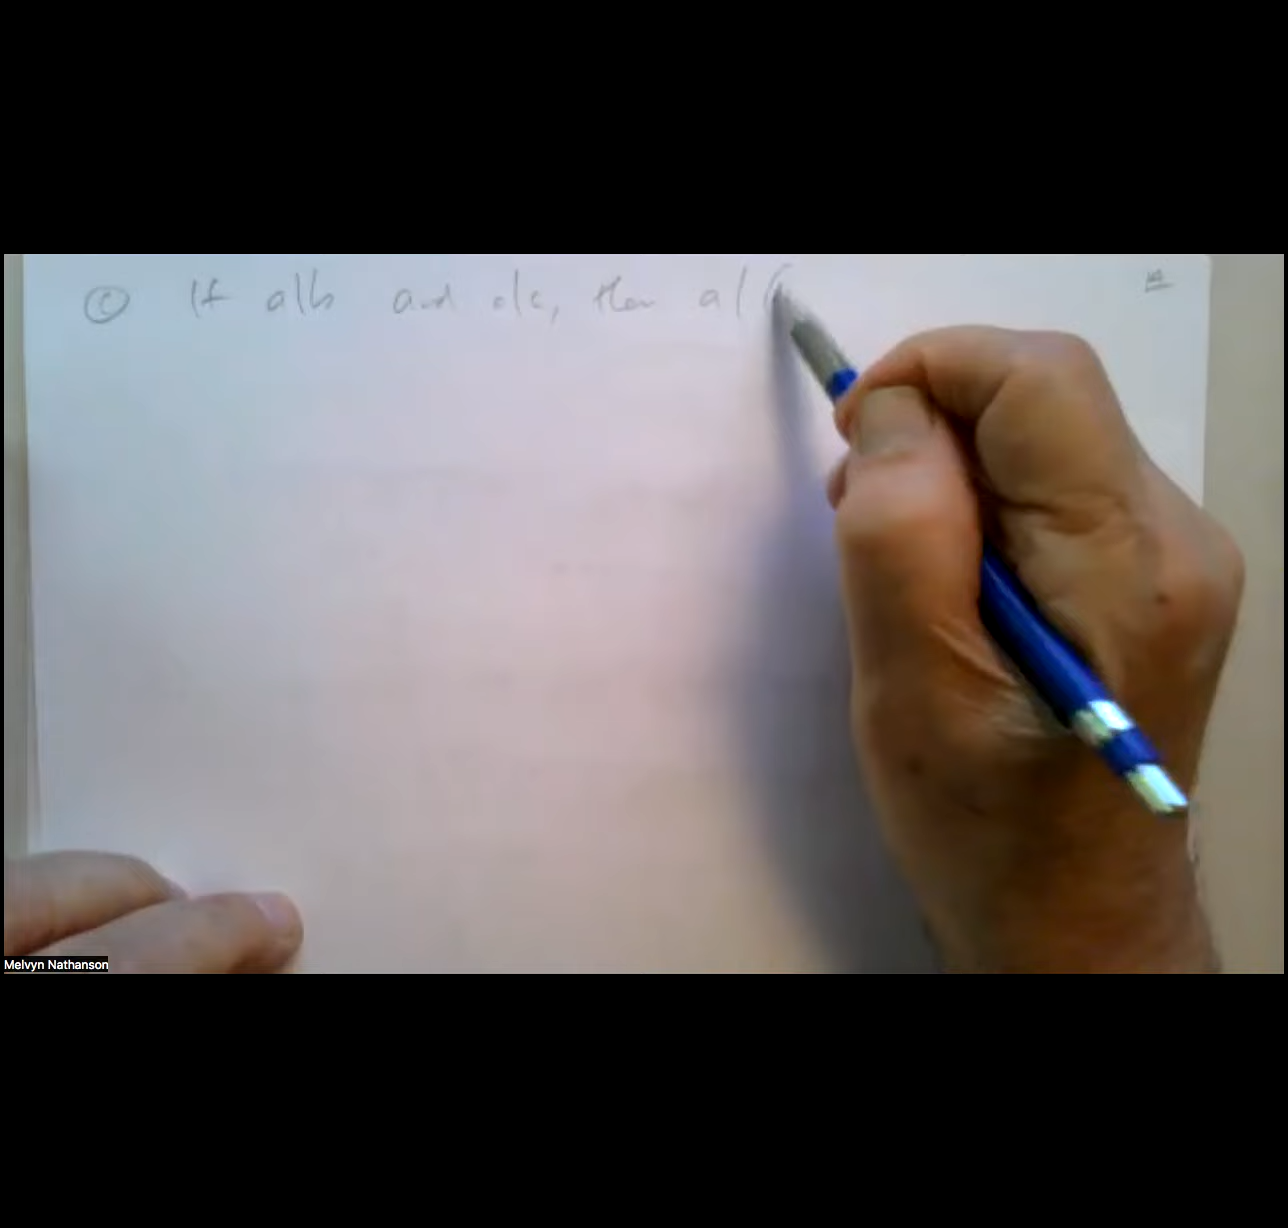 Ⓒ If a|b and a|c, then a|(
Melvyn Nathanson